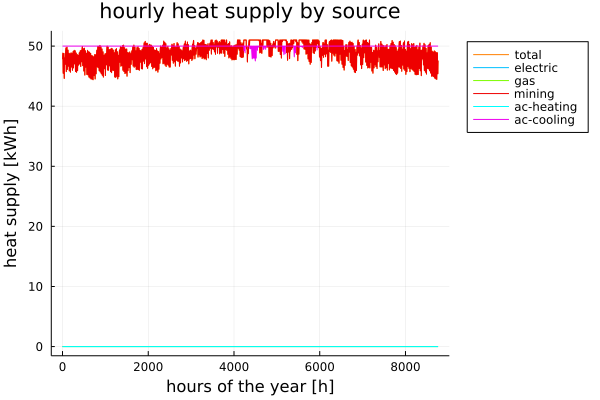 hourly heat supply by source
heat supply [kWh]
50
40
30
20
10
0
0 2000 4000 6000 8000
hours of the year [h]
total
electric
gas
mining
ac-heating
ac-cooling